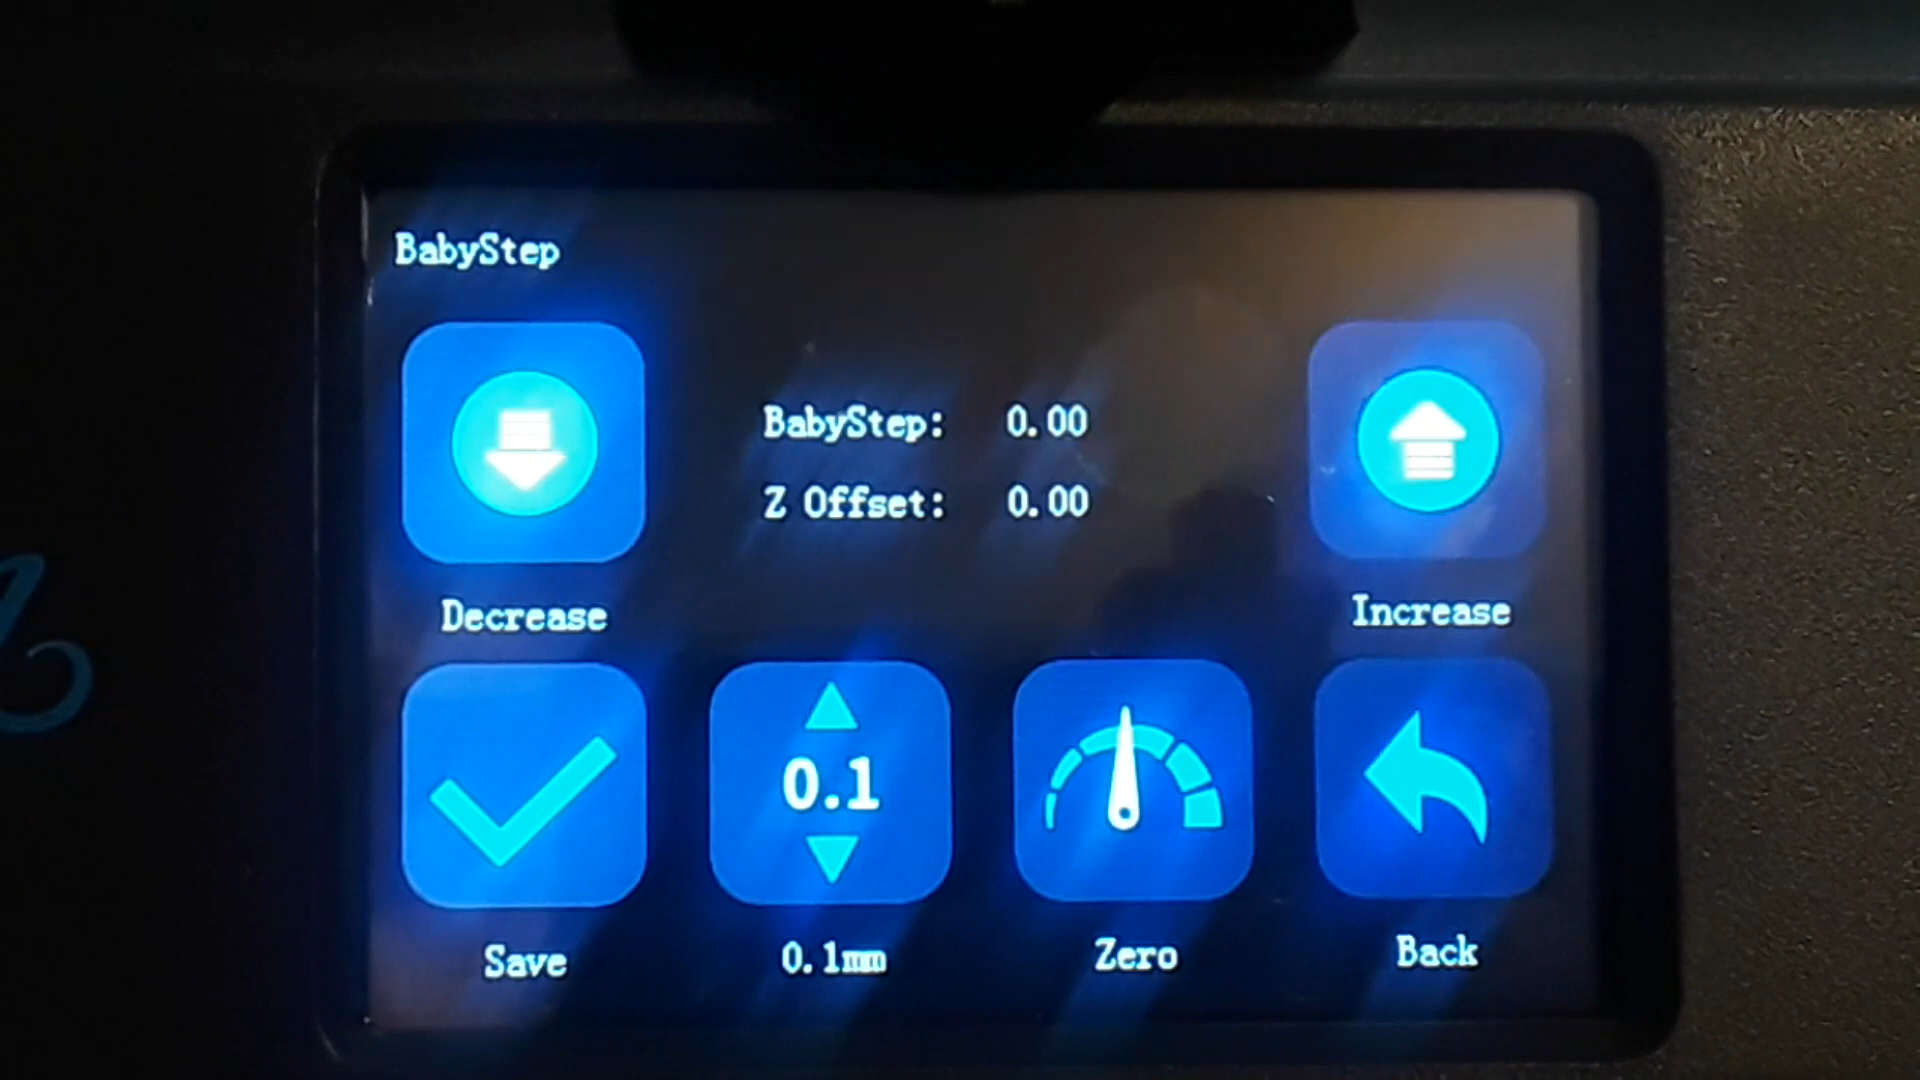 BabyStep
BabyStep: 0.00
Z Offset: 0.00
Decrease
Increase
0.1
Save
0.1mm
Zero
Back